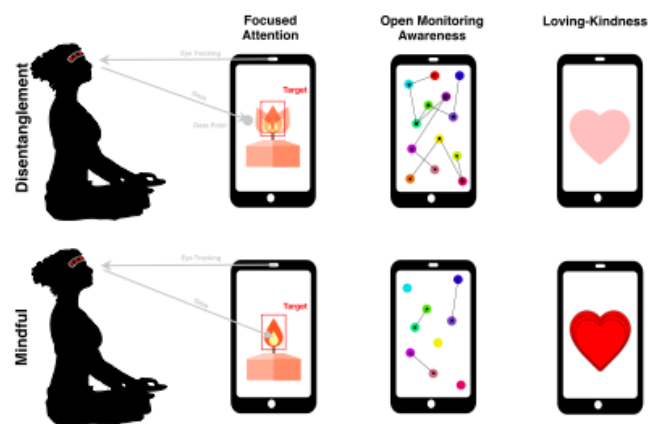 Focused
Attention
Open Monitoring
Awareness
Loving-Kindness
Disentanglement
Eye Tracking
Gaze
Gaze Point
Target
Mindful
Eye Tracking
Gaze
Target